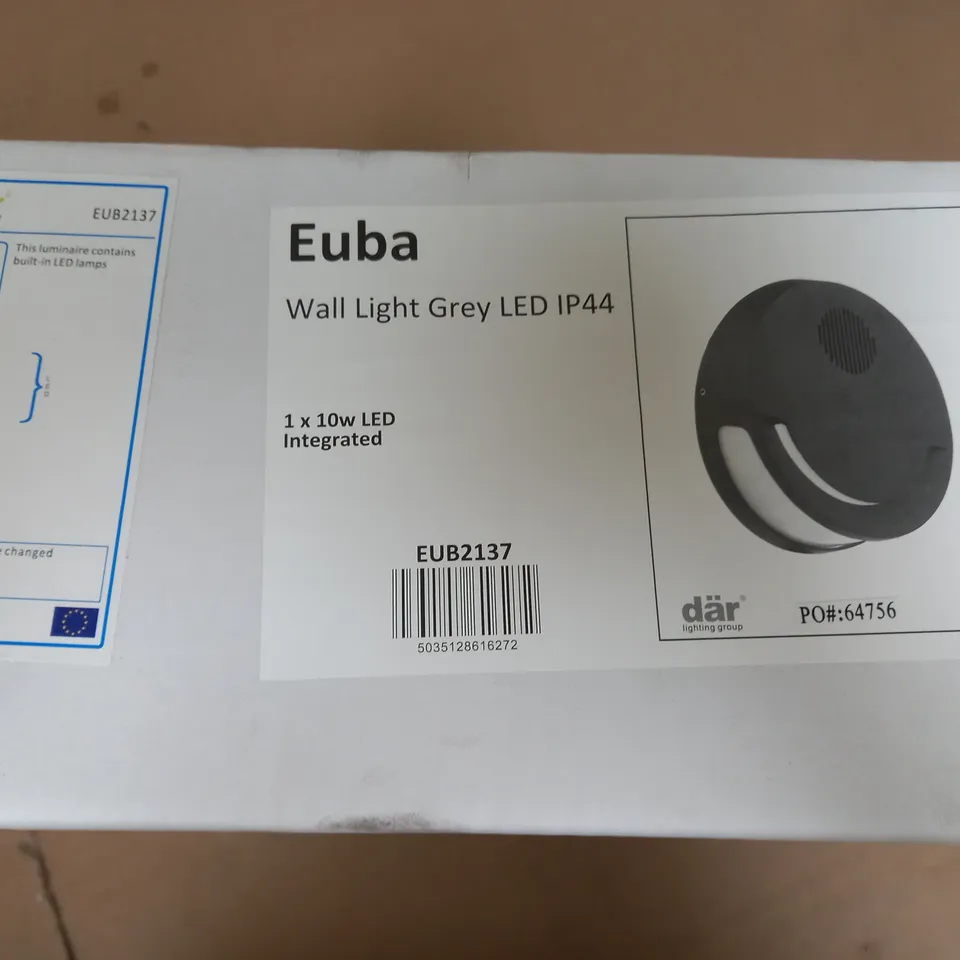 EUB2137
This luminaire contains
built-in LED lamps
changed
Euba
Wall Light Grey LED IP44
1 x 10w LED
Integrated
EUB2137
5035128616272
där®
lighting group
PO#:64756